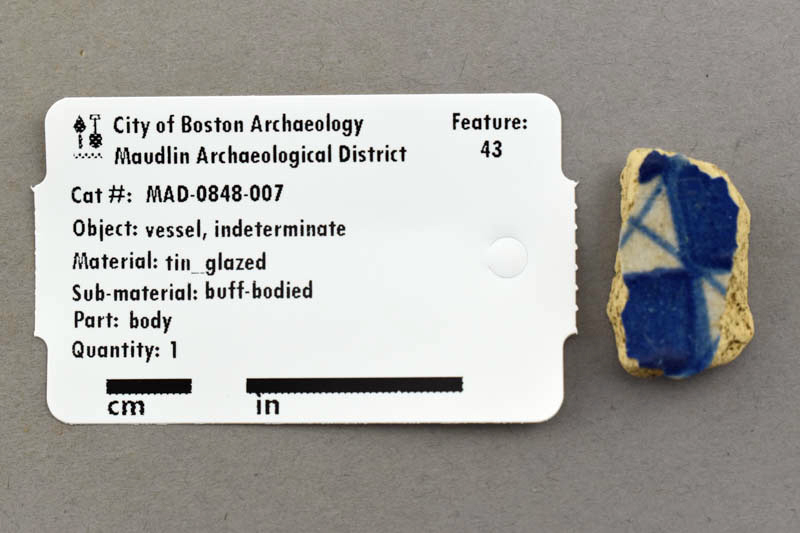 City of Boston Archaeology
Maudlin Archaeological District
Feature:
43
Cat #: MAD-0848-007
Object: vessel, indeterminate
Material: tin_glazed
Sub-material: buff-bodied
Part: body
Quantity: 1
cm in